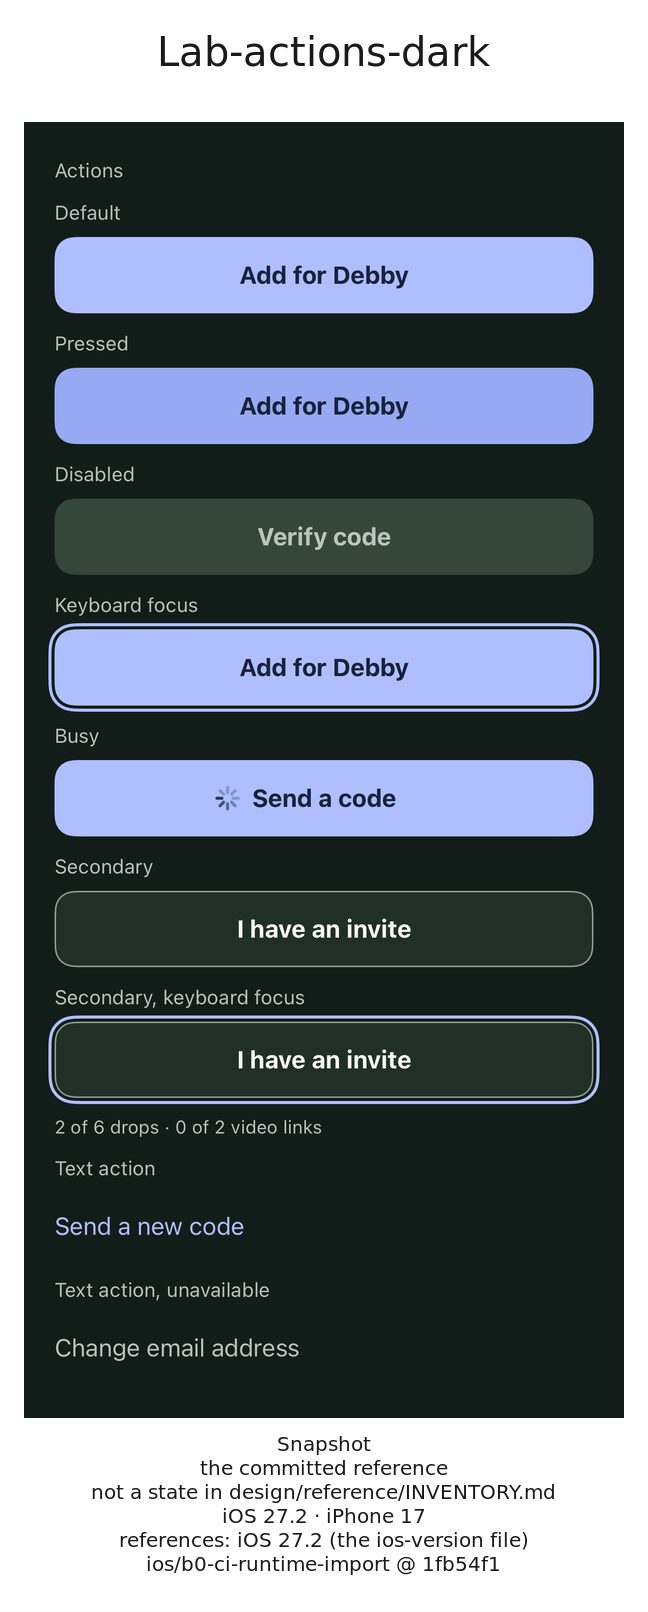 Lab-actions-dark
Actions
Default
Add for Debby
Pressed
Add for Debby
Disabled
Verify code
Keyboard focus
Add for Debby
Busy
Send a code
Secondary
I have an invite
Secondary, keyboard focus
I have an invite
2 of 6 drops · 0 of 2 video links
Text action
Send a new code
Text action, unavailable
Change email address
Snapshot
the committed reference
not a state in design/reference/INVENTORY.md
iOS 27.2 · iPhone 17
references: iOS 27.2 (the ios-version file)
ios/b0-ci-runtime-import @ 1fb54f1